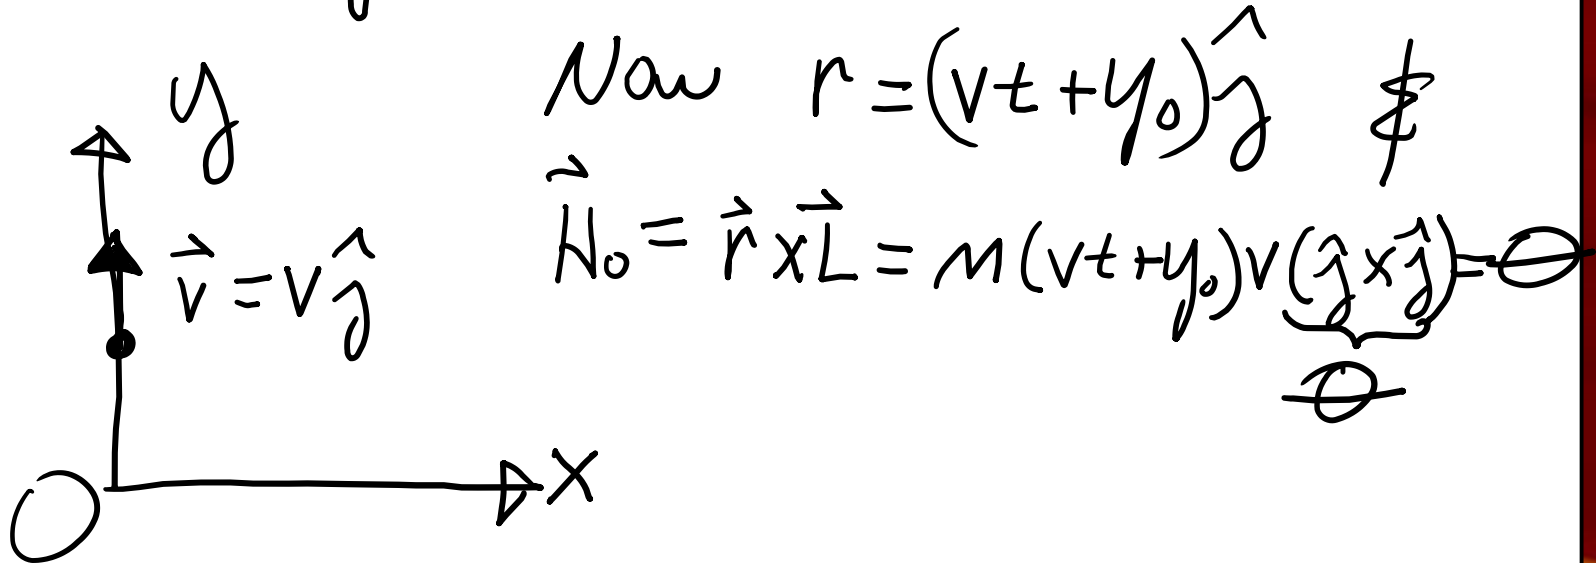 y
Now r = (vt + y₀)ĵ &
v⃗ = vĵ
H⃗₀ = r⃗ x L⃗ = m(vt + y₀)v(ĵ x ĵ) = 0
0
O
x